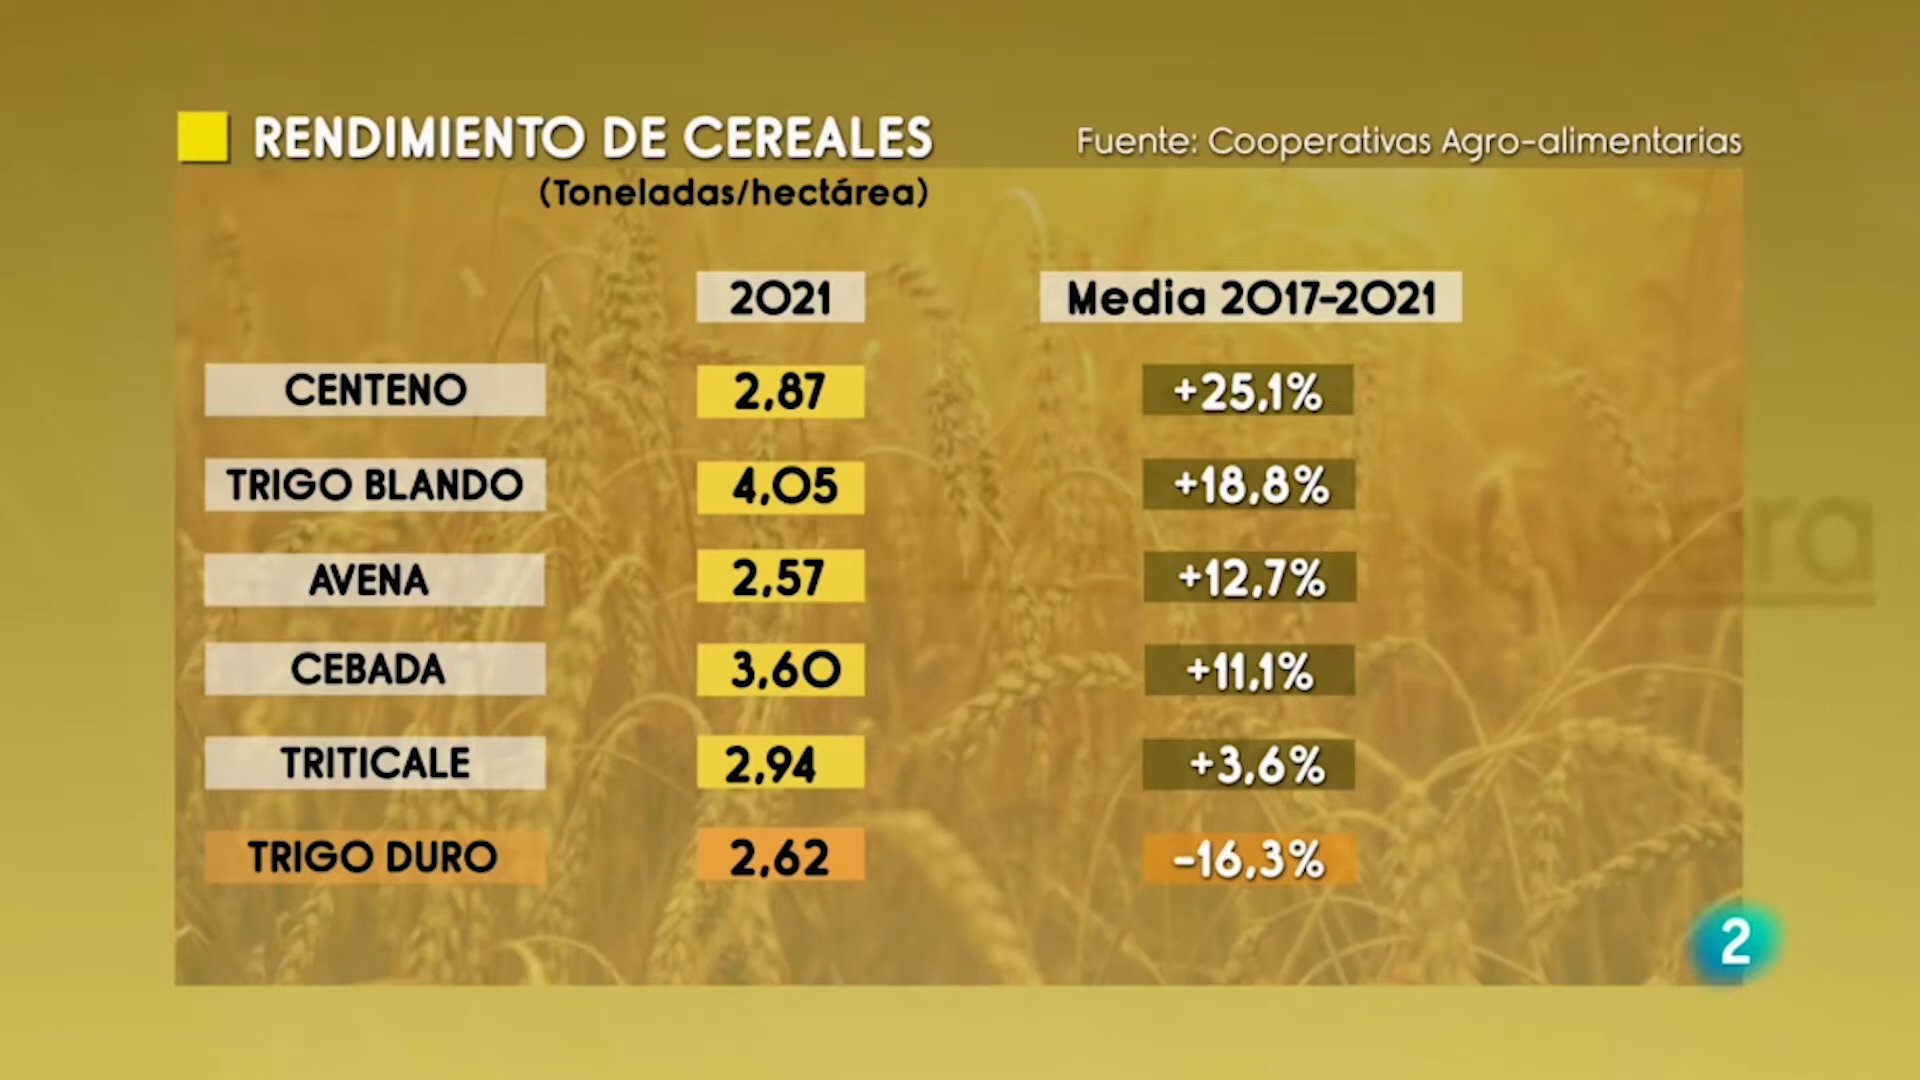 RENDIMIENTO DE CEREALES
Fuente: Cooperativas Agro-alimentarias
(Toneladas/hectárea)
2021 Media 2017-2021
CENTENO 2,87 +25,1%
TRIGO BLANDO 4,05 +18,8%
AVENA 2,57 +12,7%
CEBADA 3,60 +11,1%
TRITICALE 2,94 +3,6%
TRIGO DURO 2,62 -16,3%
2